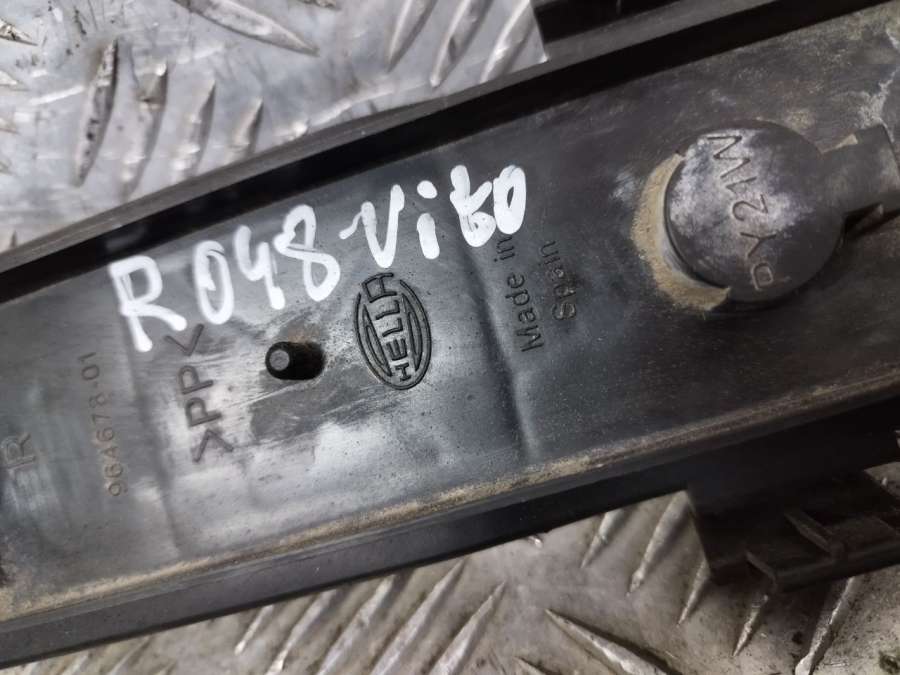 R048 Vito
964678-01
>PP<
HELLA
Made in
Spain
PY21W